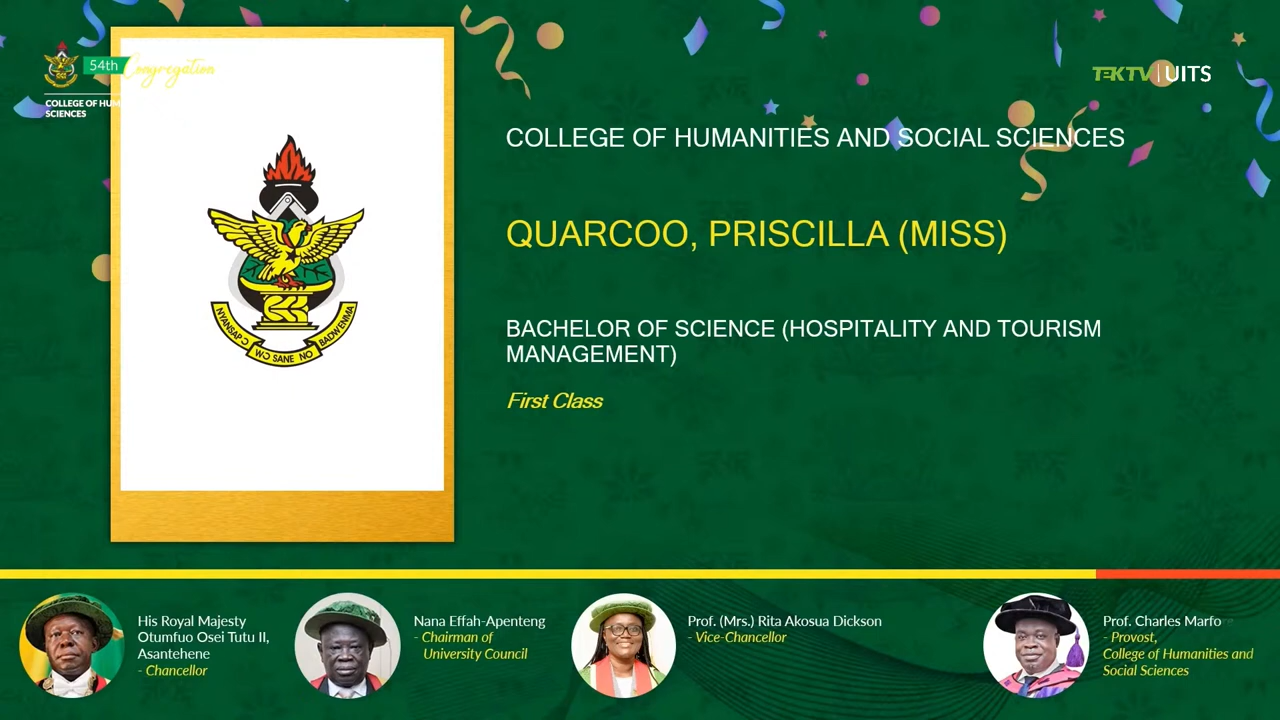 54th Congregation
COLLEGE OF HUM
SCIENCES
TEKTV | UITS
NYANSAPƆ WƆ SANE NO BADWENMA
COLLEGE OF HUMANITIES AND SOCIAL SCIENCES
QUARCOO, PRISCILLA (MISS)
BACHELOR OF SCIENCE (HOSPITALITY AND TOURISM
MANAGEMENT)
First Class
His Royal Majesty
Otumfuo Osei Tutu II,
Asantehene
- Chancellor
Nana Effah-Apenteng
- Chairman of
University Council
Prof. (Mrs.) Rita Akosua Dickson
- Vice-Chancellor
Prof. Charles Marfo
- Provost,
College of Humanities and
Social Sciences